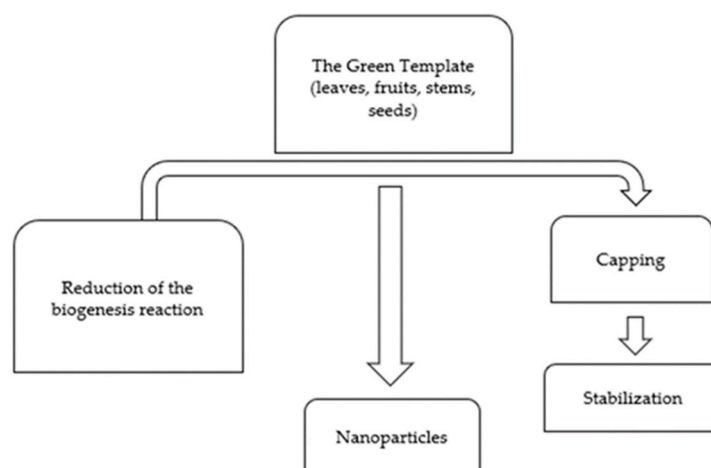 The Green Template
(leaves, fruits, stems,
seeds)
Reduction of the
biogenesis reaction
Capping
Stabilization
Nanoparticles